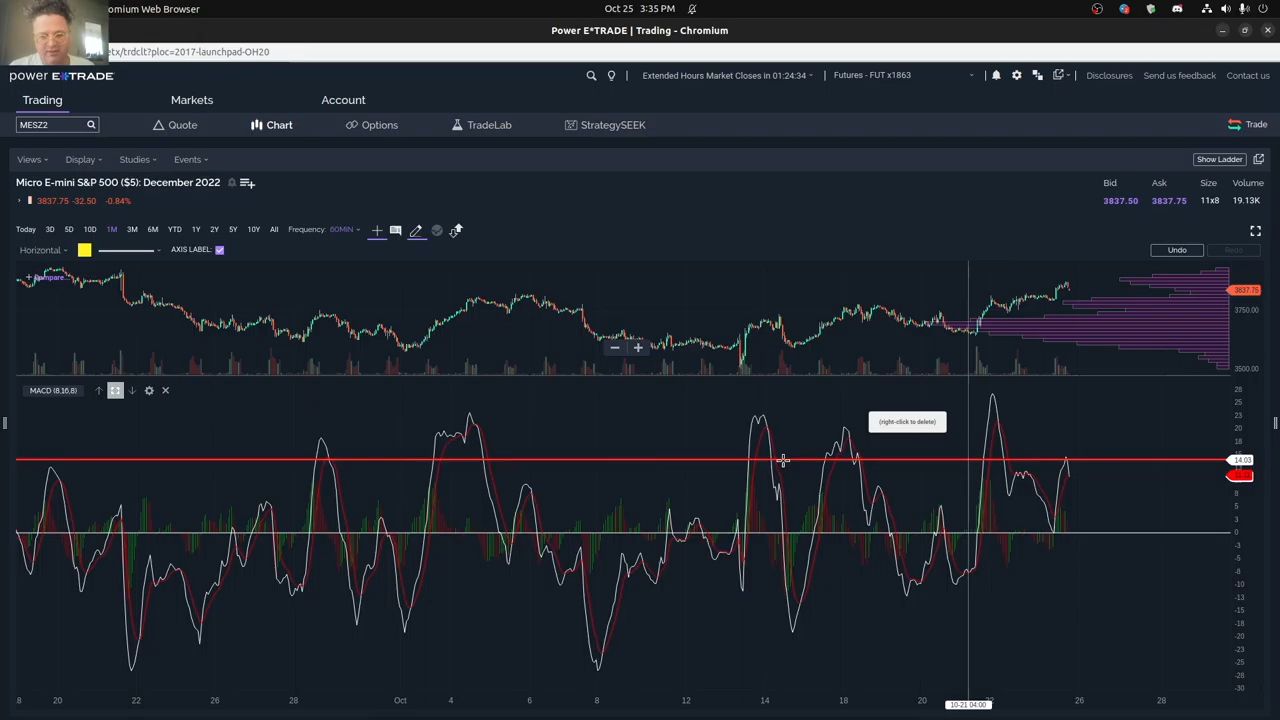 omium Web Browser
Oct 25 3:35 PM
Power E*TRADE | Trading - Chromium
etx/trdclt?ploc=2017-launchpad-OH20
power E*TRADE
Extended Hours Market Closes in 01:24:34
Futures - FUT x1863
Disclosures Send us feedback Contact us
Trading Markets Account
MESZ2
Quote Chart Options TradeLab StrategySEEK
Trade
Views Display Studies Events
Show Ladder
Micro E-mini S&P 500 ($5): December 2022
Bid Ask Size Volume
3837.75 -32.50 -0.84%
3837.50 3837.75 11x8 19.13K
Today 3D 5D 10D 1M 3M 6M YTD 1Y 2Y 5Y 10Y All Frequency: 60MIN
Horizontal AXIS LABEL:
Undo Redo
+ Compare...
3837.75
3750.00
3500.00
MACD (8,16,8)
28
25
23
20
18
(right-click to delete)
14.03
8
5
3
0
-3
-5
-8
-10
-13
-15
-18
-20
-23
-25
-28
-30
20 22 26 28 Oct 4 6 8 12 14 18 20 22 26 28
10-21 04:00